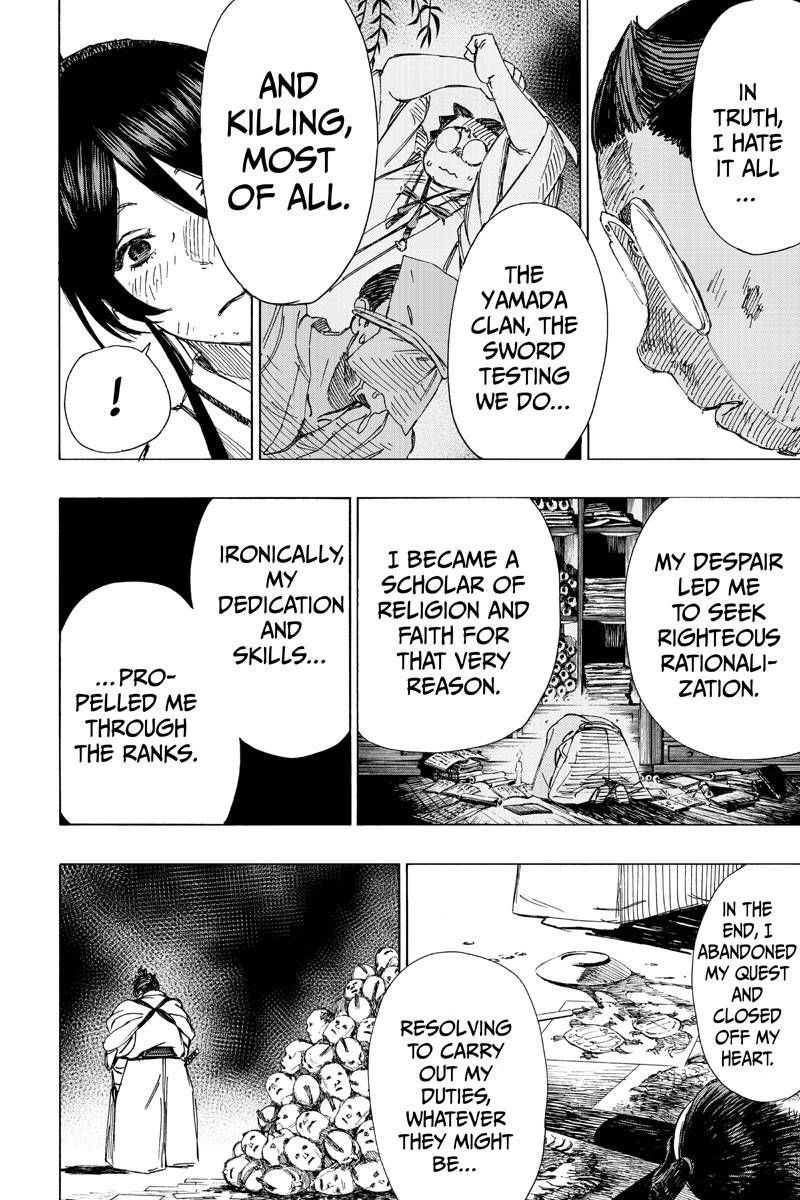 IN
TRUTH,
I HATE
IT ALL
...
THE
YAMADA
CLAN, THE
SWORD
TESTING
WE DO...
AND
KILLING,
MOST
OF ALL.
!
MY DESPAIR
LED ME
TO SEEK
RIGHTEOUS
RATIONALI-
ZATION.
I BECAME A
SCHOLAR OF
RELIGION AND
FAITH FOR
THAT VERY
REASON.
IRONICALLY,
MY
DEDICATION
AND
SKILLS...
...PRO-
PELLED ME
THROUGH
THE RANKS.
IN THE
END, I
ABANDONED
MY QUEST
AND
CLOSED
OFF MY
HEART.
RESOLVING
TO CARRY
OUT MY
DUTIES,
WHATEVER
THEY MIGHT
BE...